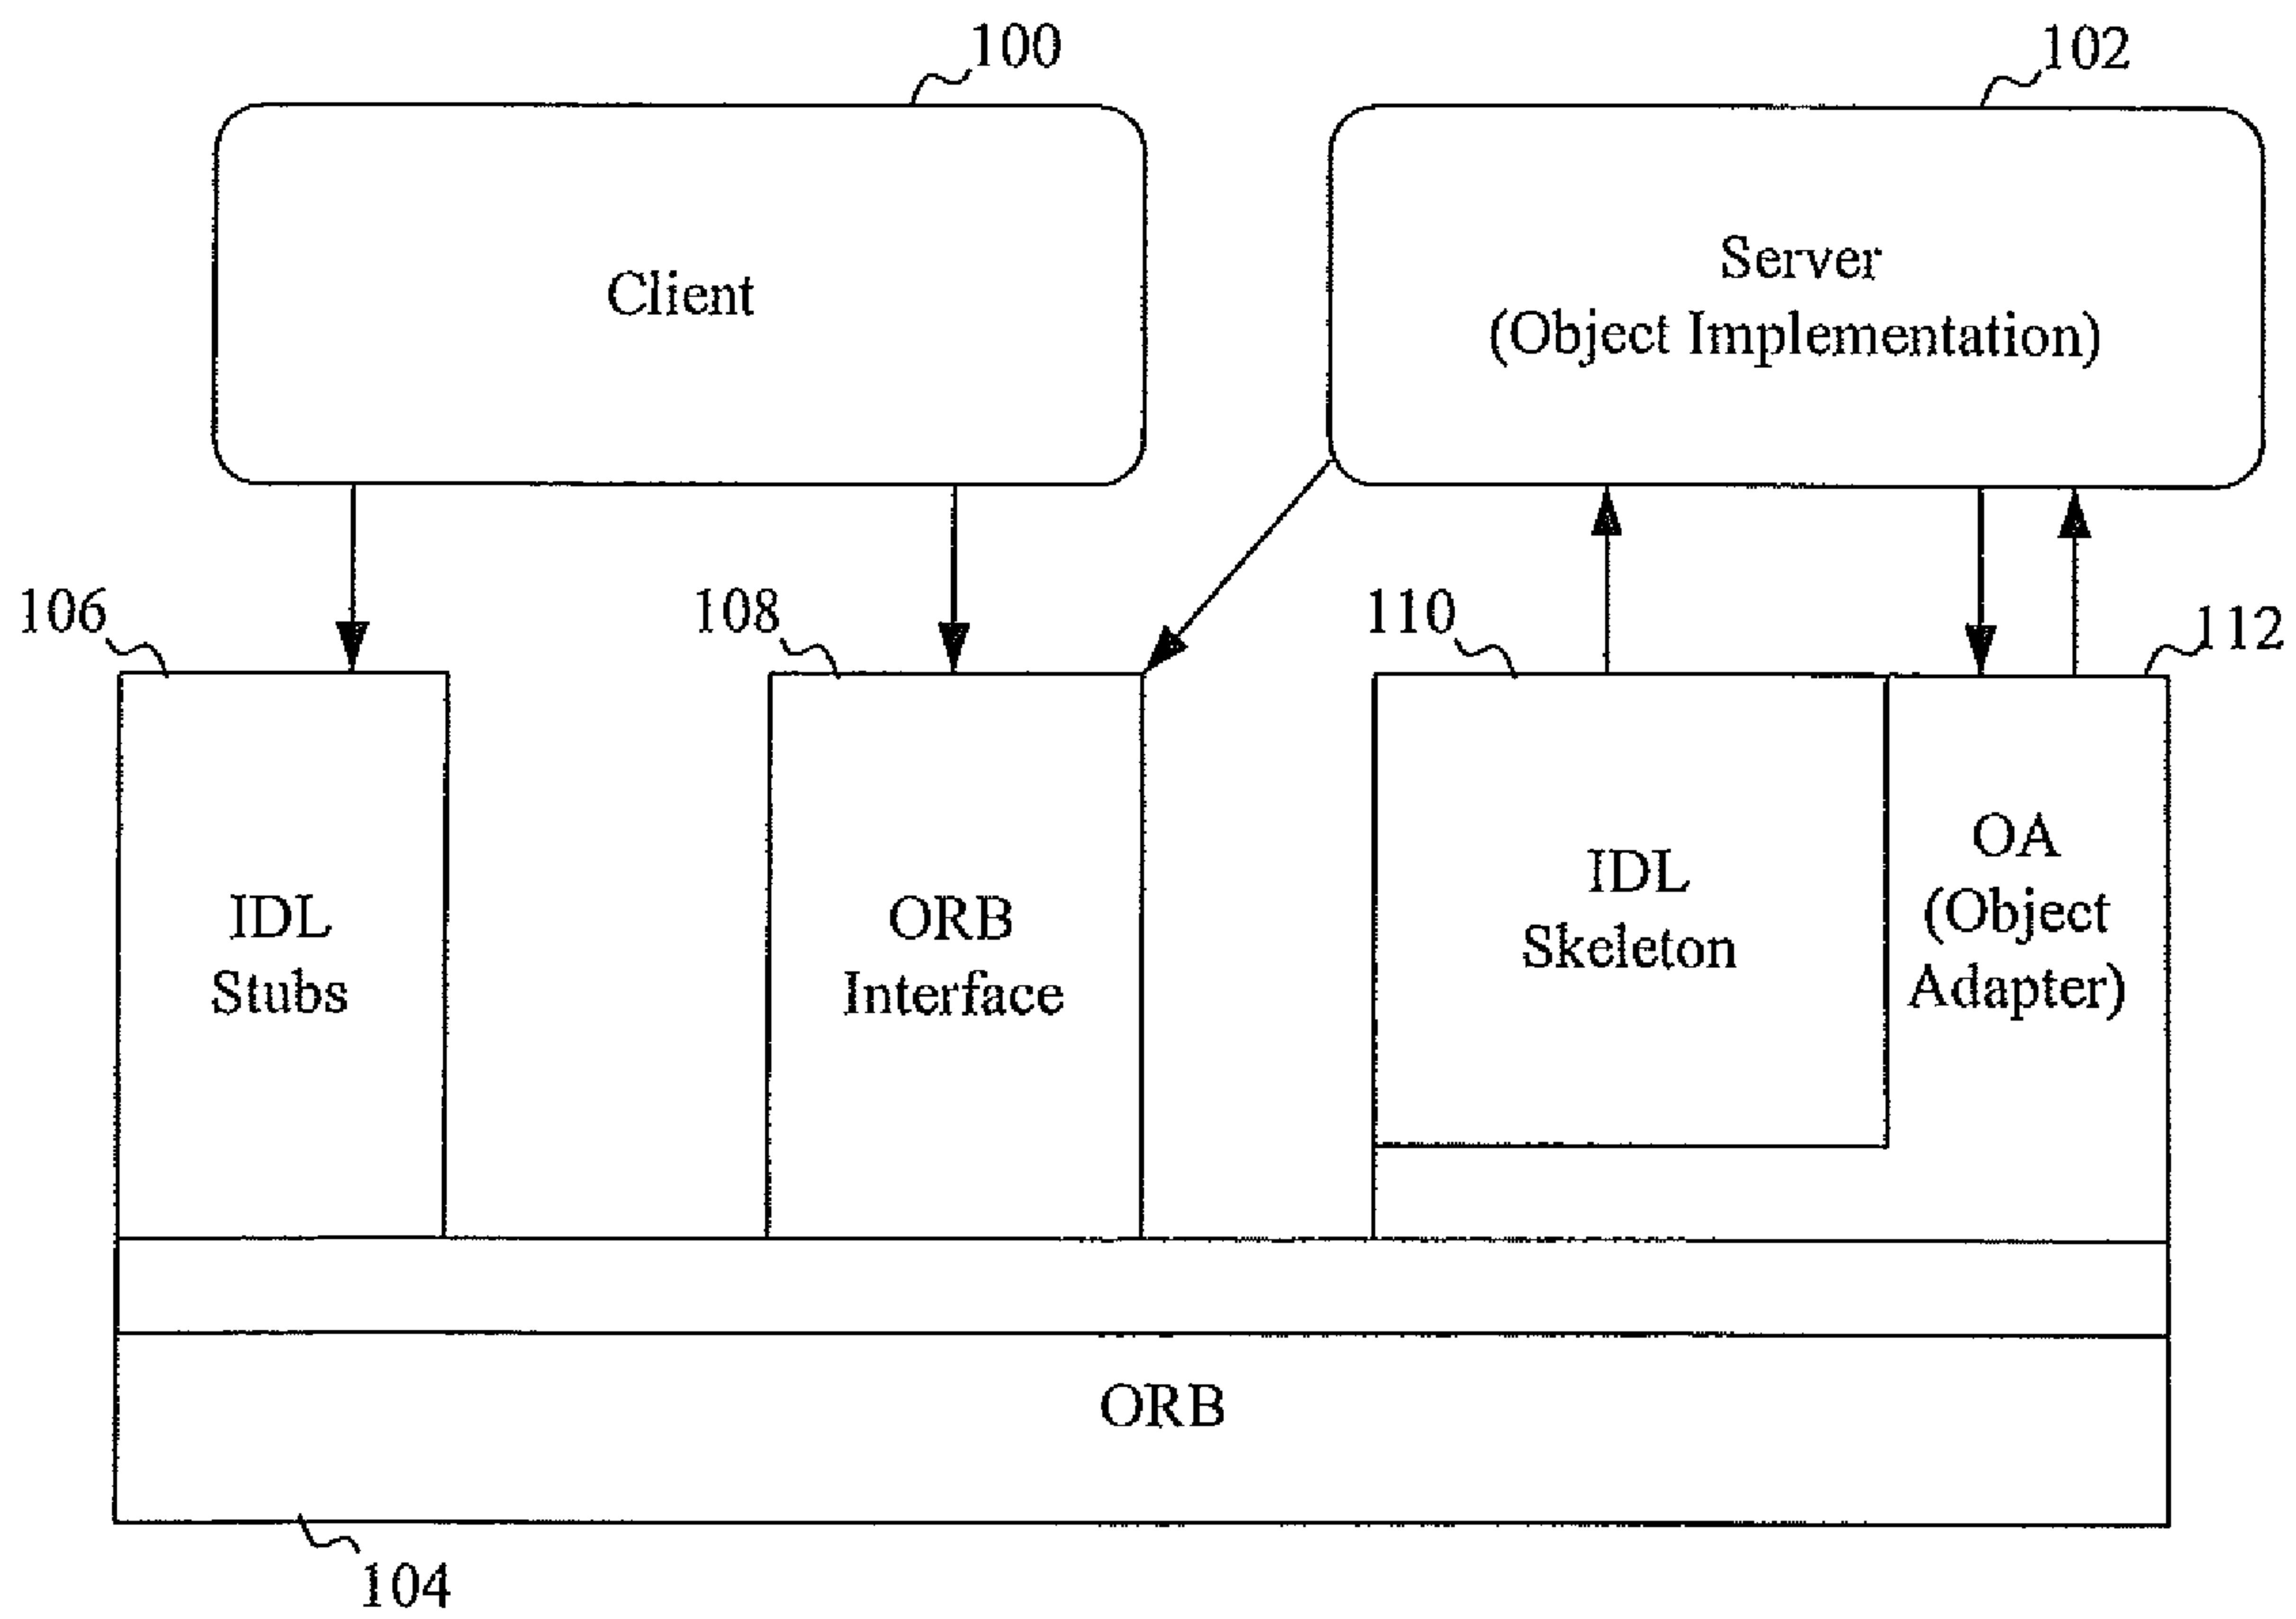 100
102
Client
Server
(Object Implementation)
106
108
110
112
IDL
Stubs
ORB
Interface
IDL
Skeleton
OA
(Object
Adapter)
ORB
104